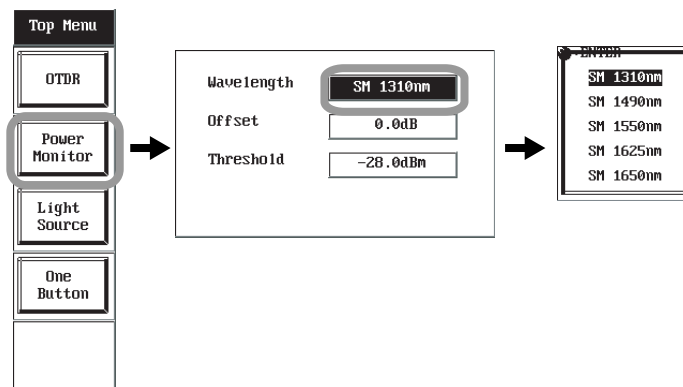 Top Menu
OTDR
Power
Monitor
Light
Source
One
Button
Wavelength
SM 1310nm
Offset
0.0dB
Threshold
-28.0dBm
ENTER
SM 1310nm
SM 1490nm
SM 1550nm
SM 1625nm
SM 1650nm